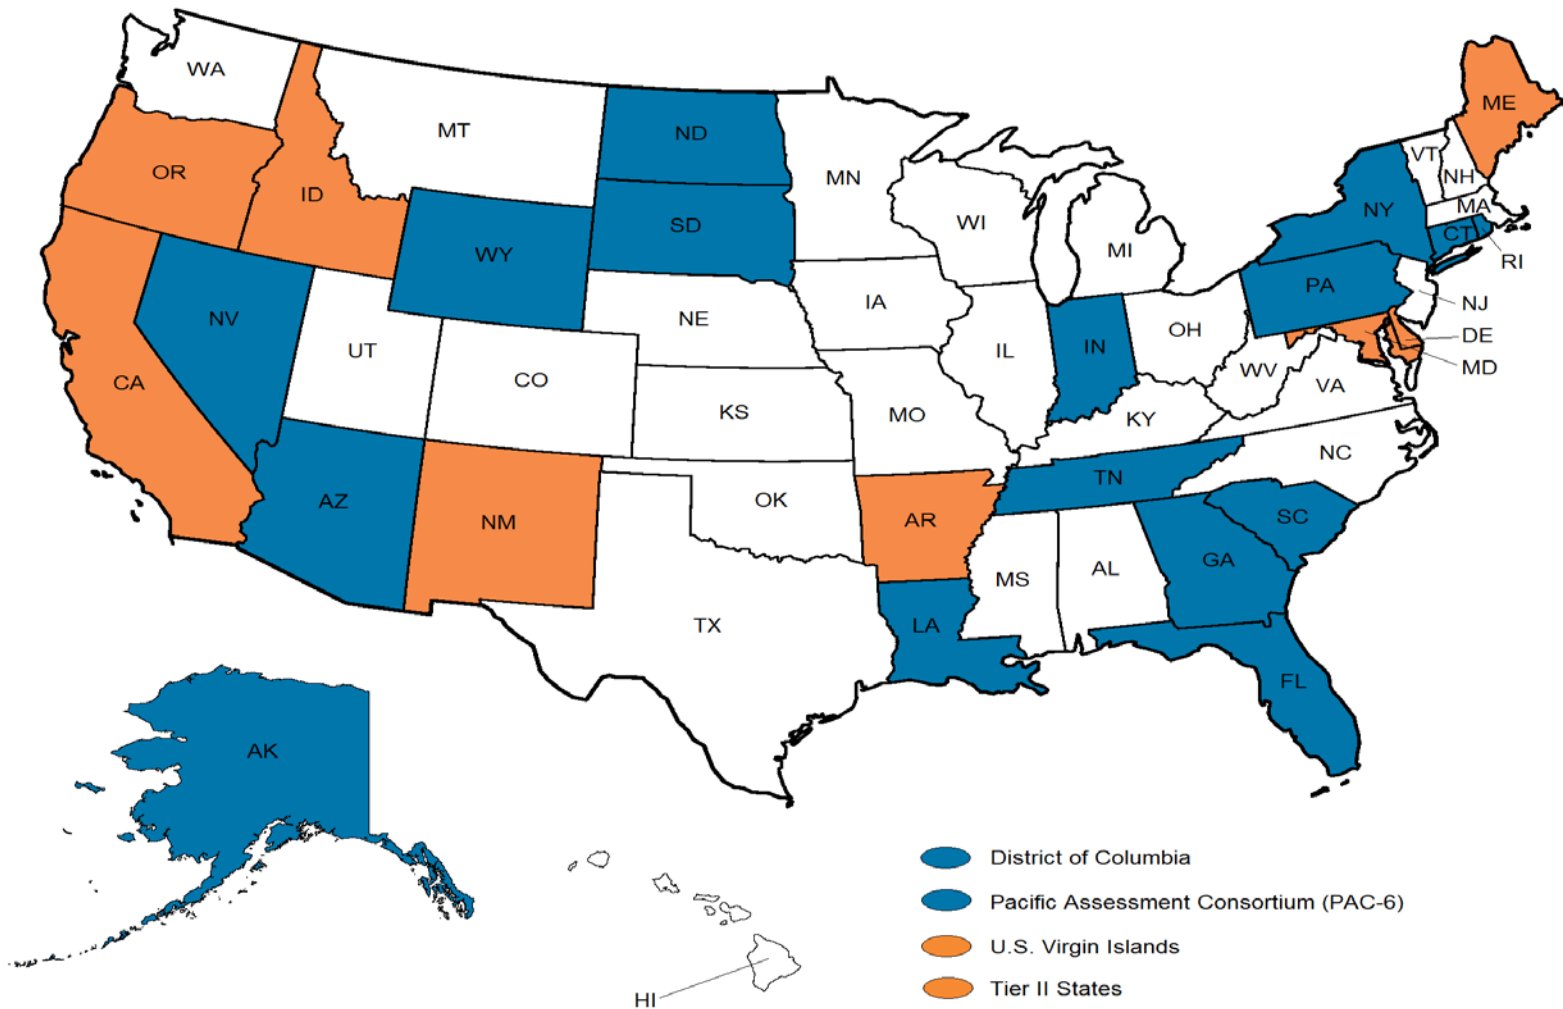 WA
MT
ND
MN
ME
VT
NH
OR
ID
SD
WI
MI
NY
MA
CT
RI
WY
NV
NE
IA
PA
NJ
UT
CO
IL
IN
OH
DE
MD
CA
KS
MO
WV
VA
KY
NC
AZ
NM
OK
AR
TN
SC
GA
MS
AL
TX
LA
FL
AK
HI
District of Columbia
Pacific Assessment Consortium (PAC-6)
U.S. Virgin Islands
Tier II States